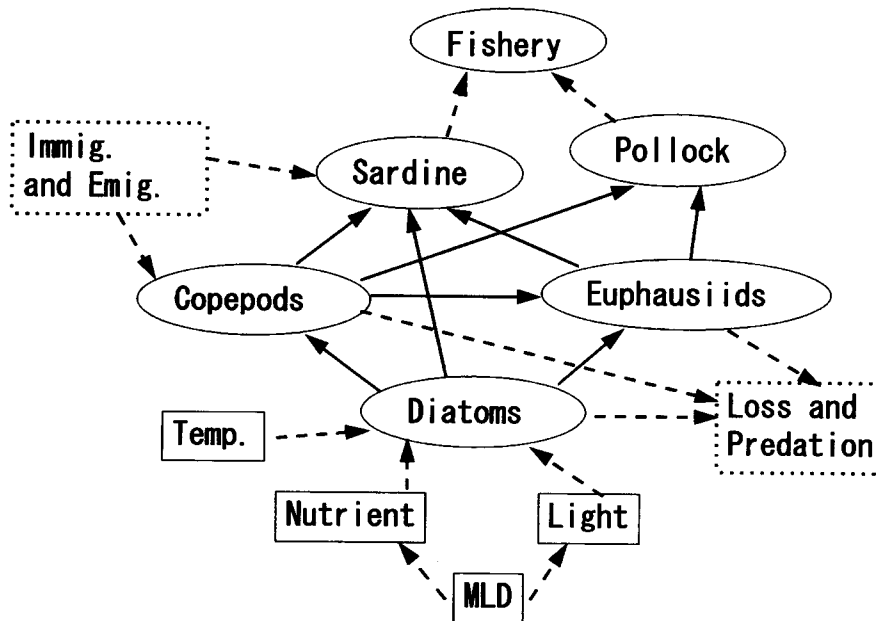 Fishery
Immig.
and Emig.
Sardine
Pollock
Copepods
Euphausiids
Diatoms
Loss and
Predation
Temp.
Nutrient
Light
MLD